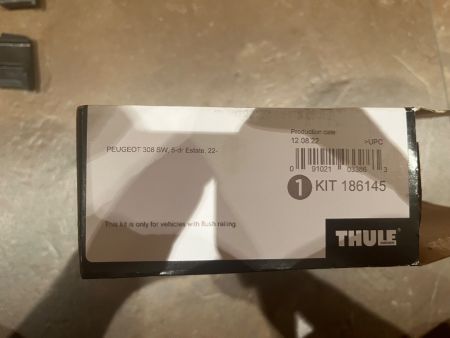 PEUGEOT 308 SW, 5-dr Estate, 22-
Production date
12.08.22 >UPC
0 91021 03386 3
1 KIT 186145
This kit is only for vehicles with flush railing.
THULE